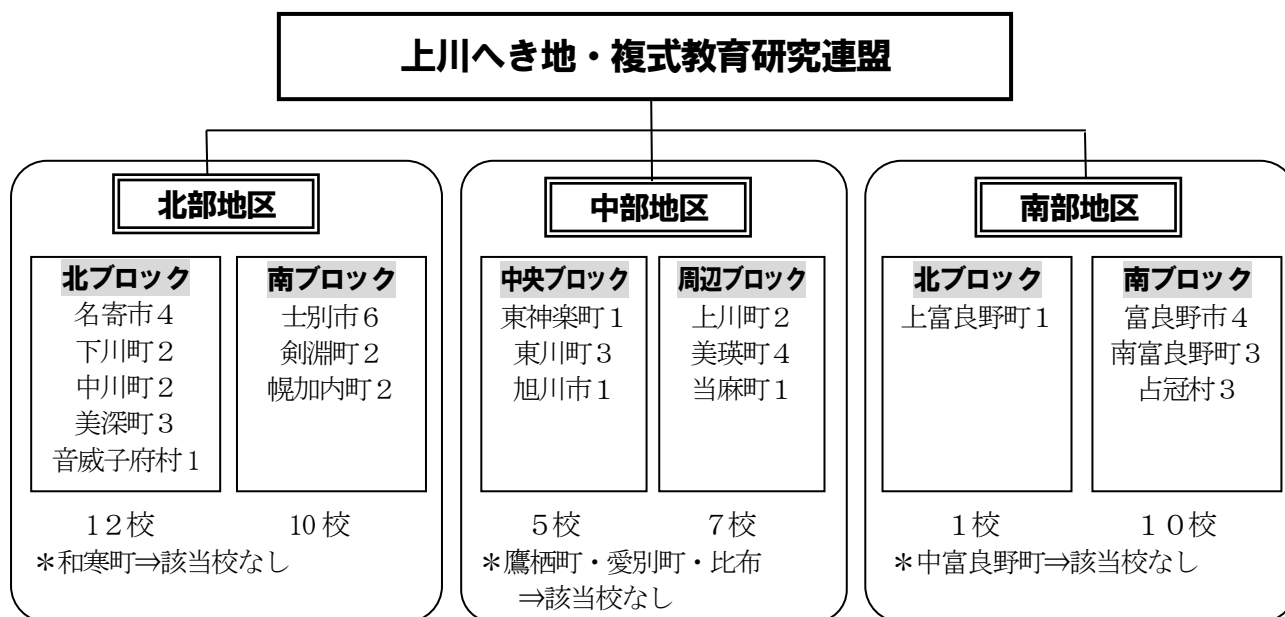 上川へき地・複式教育研究連盟
北部地区
北ブロック
名寄市４
下川町２
中川町２
美深町３
音威子府村１
１２校
南ブロック
士別市６
剣淵町２
幌加内町２
10校
＊和寒町⇒該当校なし
中部地区
中央ブロック
東神楽町１
東川町３
旭川市１
５校
周辺ブロック
上川町２
美瑛町４
当麻町１
７校
＊鷹栖町・愛別町・比布
⇒該当校なし
南部地区
北ブロック
上富良野町１
１校
南ブロック
富良野市４
南富良野町３
占冠村３
１０校
＊中富良野町⇒該当校なし